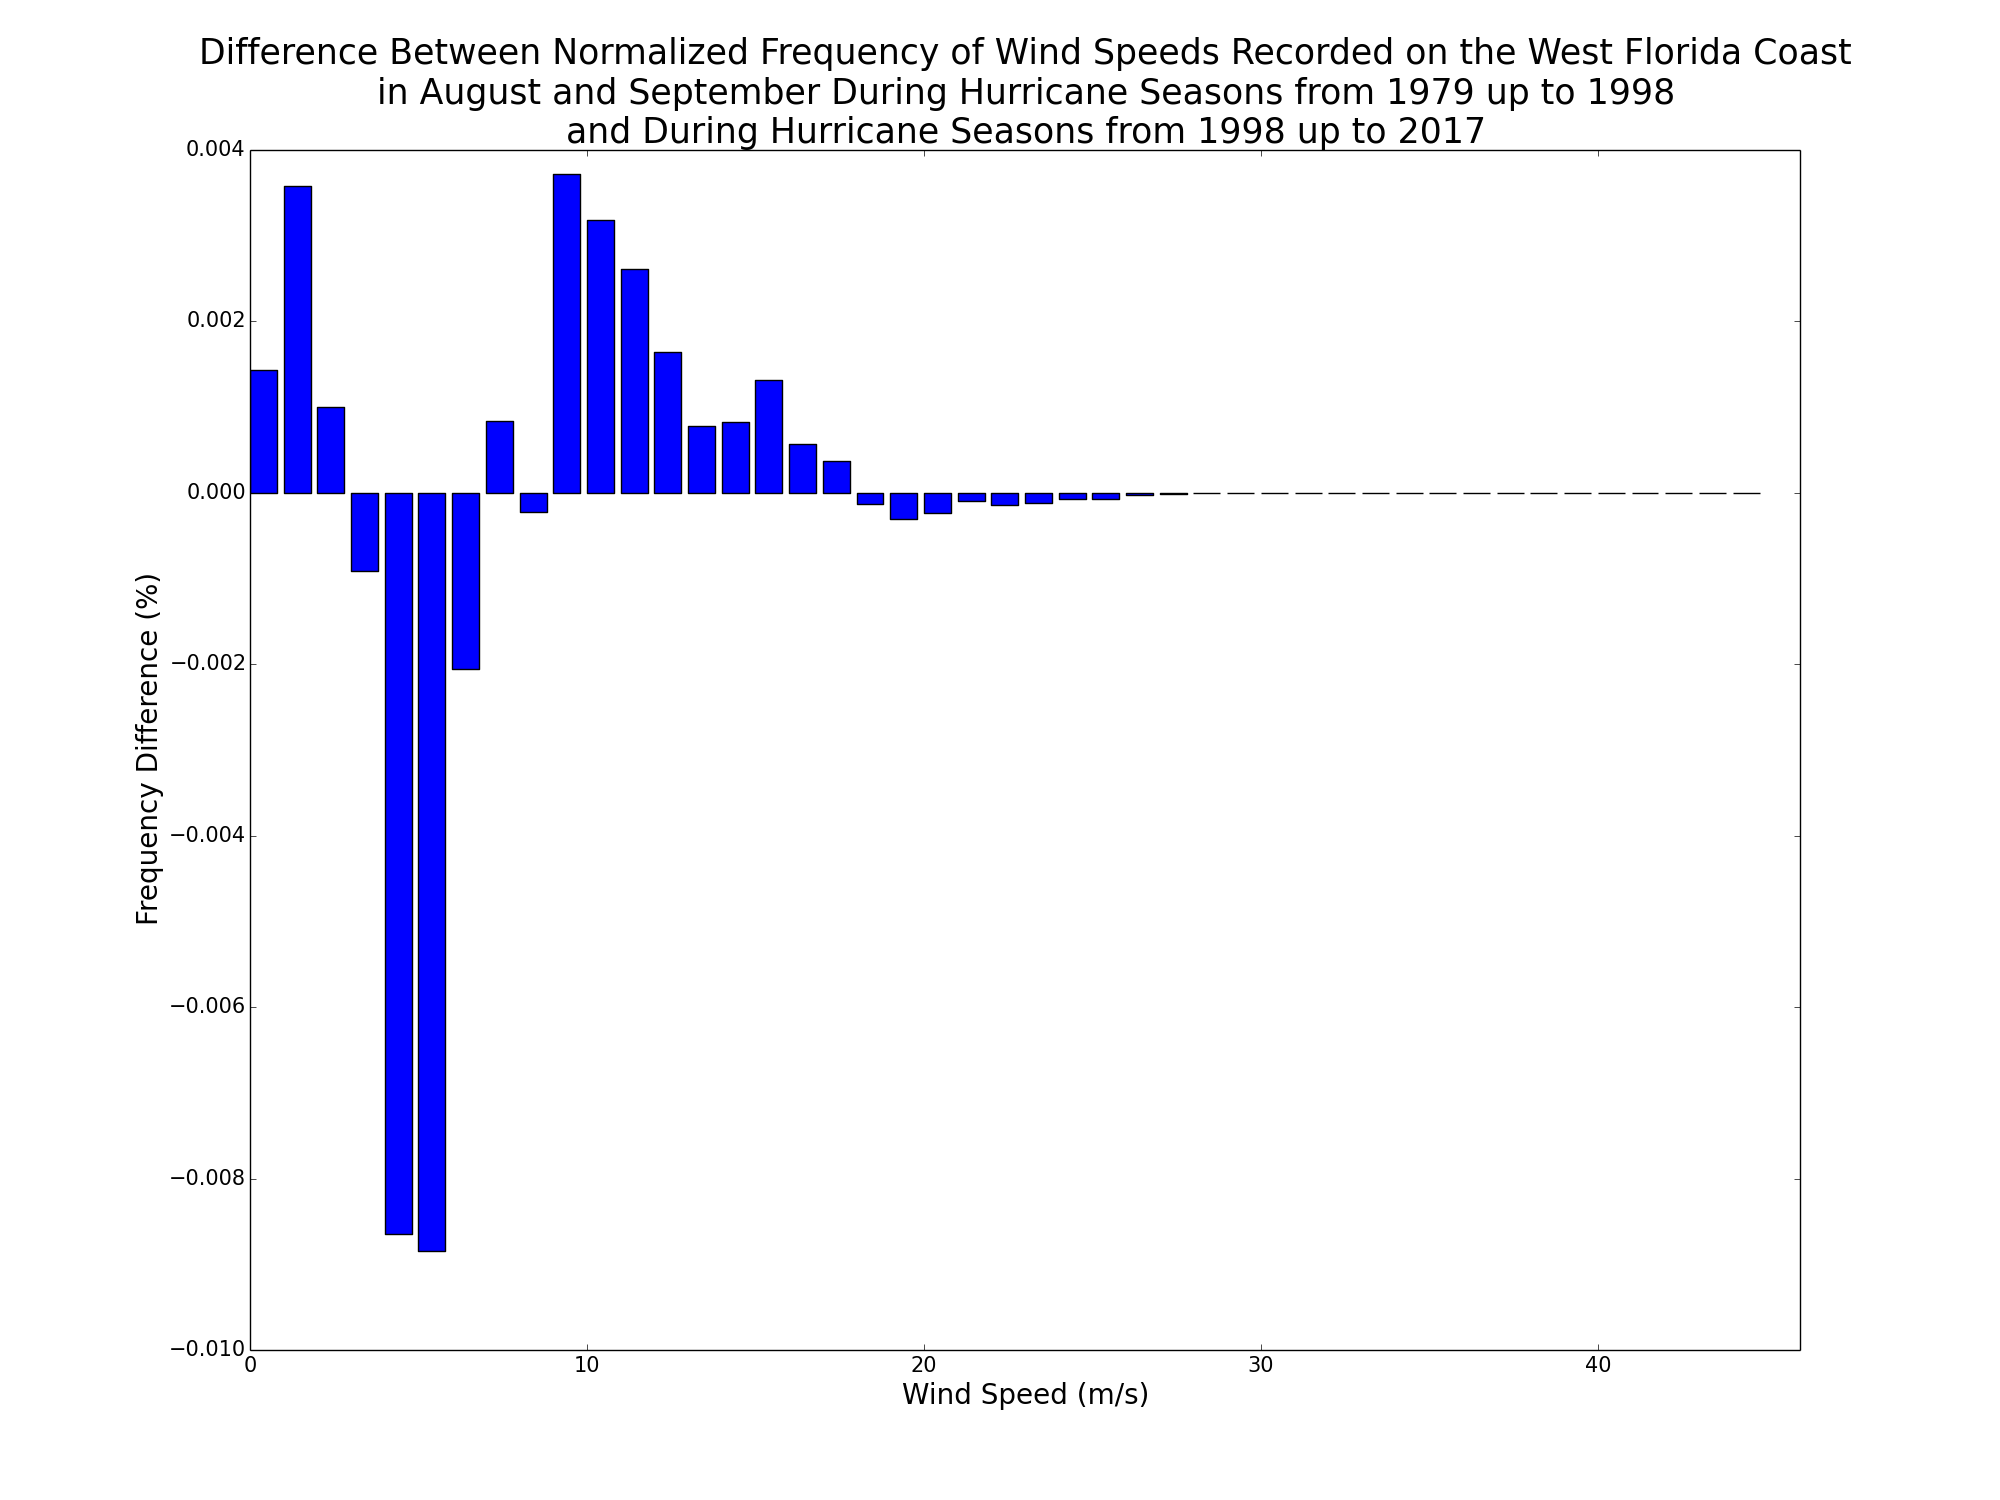 Difference Between Normalized Frequency of Wind Speeds Recorded on the West Florida Coast
in August and September During Hurricane Seasons from 1979 up to 1998
and During Hurricane Seasons from 1998 up to 2017
0.004
0.002
0.000
−0.002
−0.004
−0.006
−0.008
−0.010
Frequency Difference (%)
0 10 20 30 40
Wind Speed (m/s)